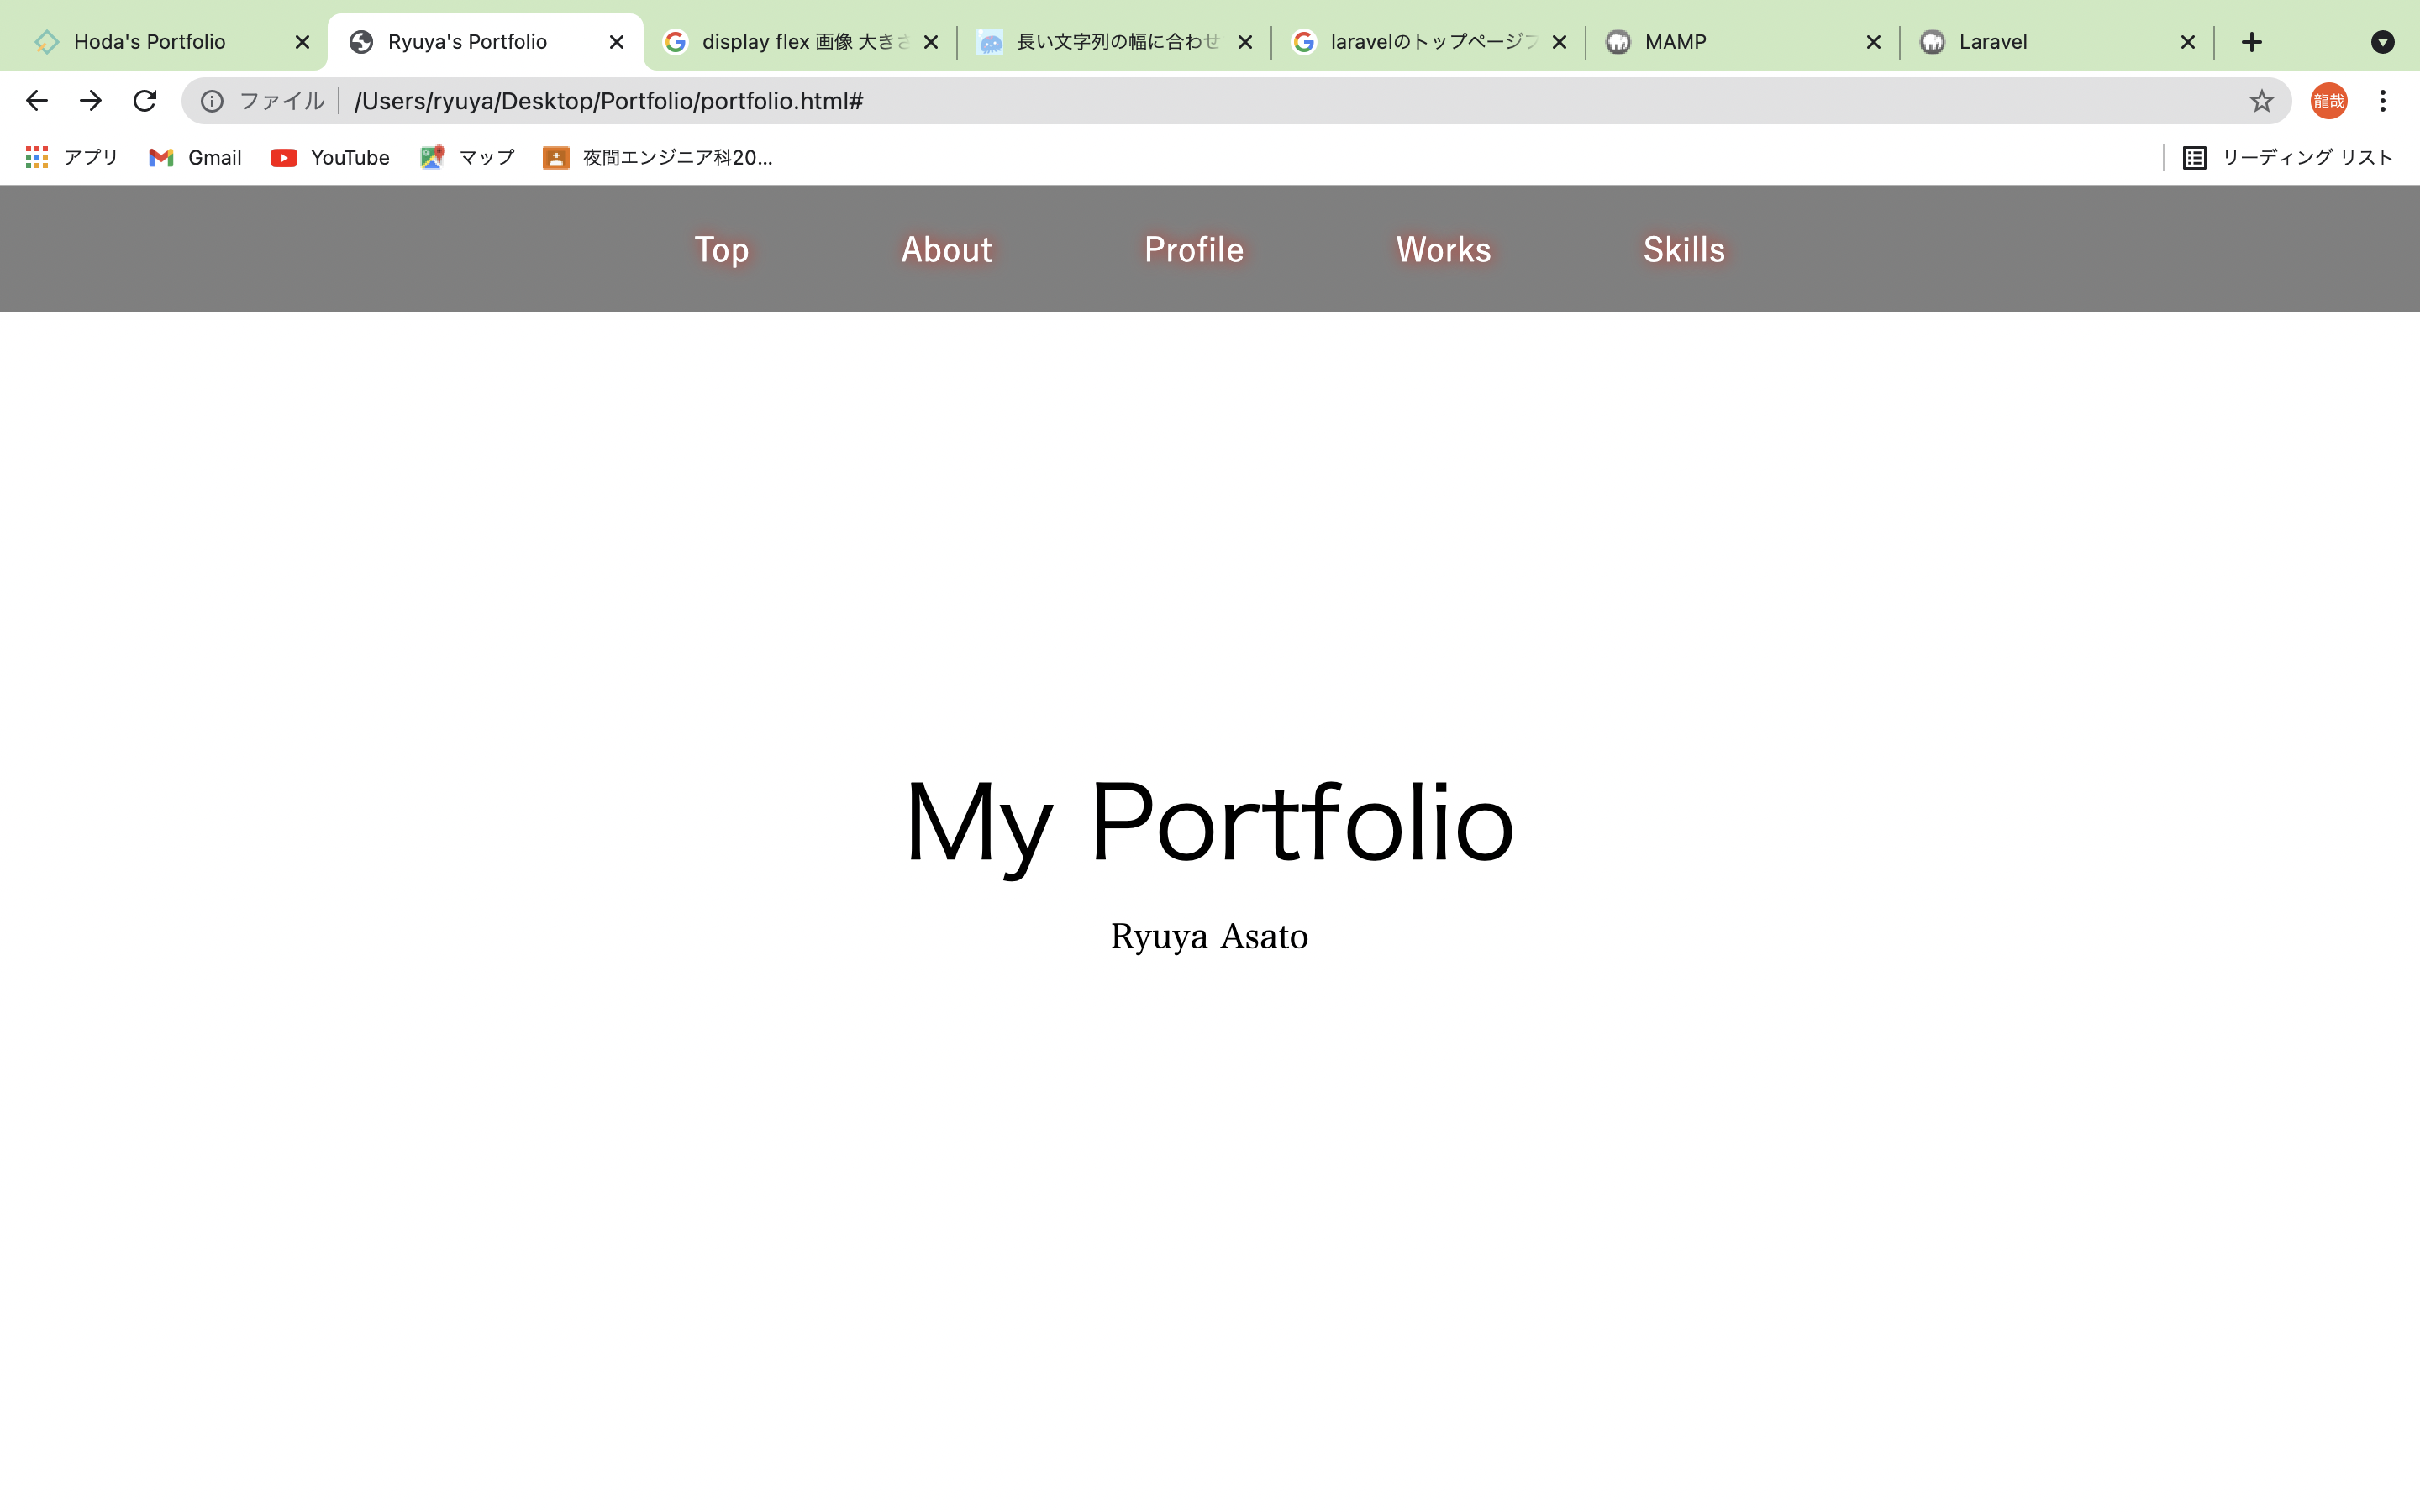 Hoda's Portfolio
Ryuya's Portfolio
display flex 画像 大きさ
長い文字列の幅に合わせ
laravelのトップページフ
MAMP
Laravel
ファイル /Users/ryuya/Desktop/Portfolio/portfolio.html#
龍哉
アプリ Gmail YouTube マップ 夜間エンジニア科20... リーディング リスト
Top About Profile Works Skills
My Portfolio
Ryuya Asato